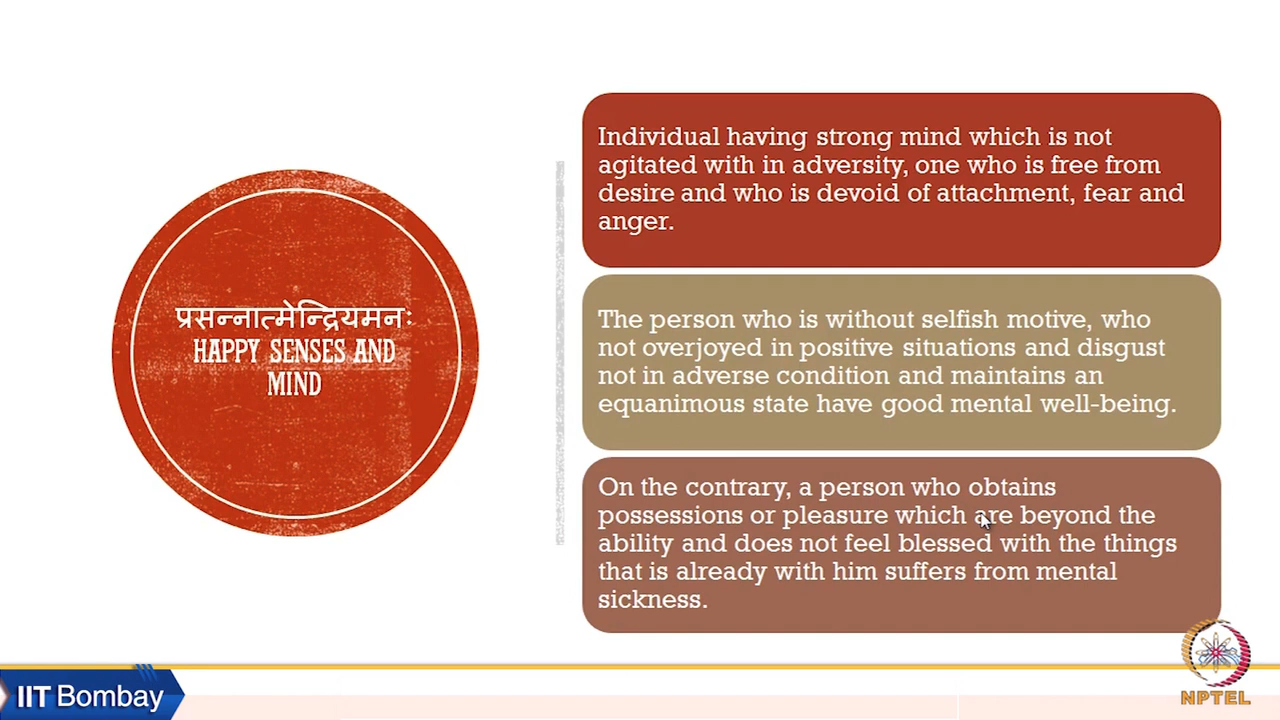 प्रसन्नात्मेन्द्रियमनः
HAPPY SENSES AND
MIND
Individual having strong mind which is not
agitated with in adversity, one who is free from
desire and who is devoid of attachment, fear and
anger.
The person who is without selfish motive, who
not overjoyed in positive situations and disgust
not in adverse condition and maintains an
equanimous state have good mental well-being.
On the contrary, a person who obtains
possessions or pleasure which are beyond the
ability and does not feel blessed with the things
that is already with him suffers from mental
sickness.
IIT Bombay
NPTEL